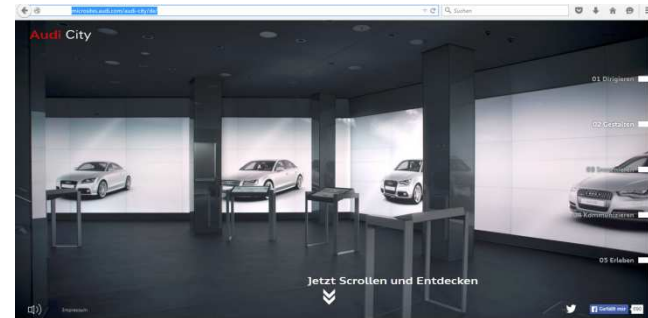 microsites.audi.com/audi-city/de/
Suchen
Audi City
01 Dirigieren
02 Gestalten
Kommunizieren
05 Erleben
Jetzt Scrollen und Entdecken
Impressum
Gefällt mir